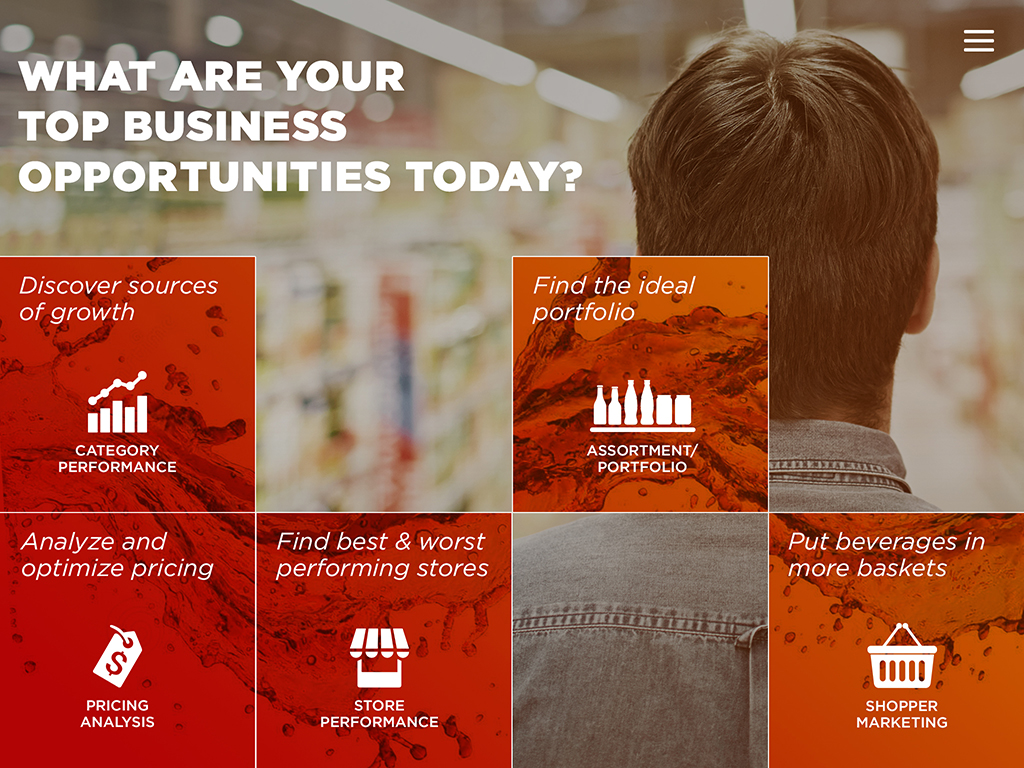 WHAT ARE YOUR
TOP BUSINESS
OPPORTUNITIES TODAY?
Discover sources
of growth
CATEGORY
PERFORMANCE
Find the ideal
portfolio
ASSORTMENT/
PORTFOLIO
Analyze and
optimize pricing
$
PRICING
ANALYSIS
Find best & worst
performing stores
STORE
PERFORMANCE
Put beverages in
more baskets
SHOPPER
MARKETING